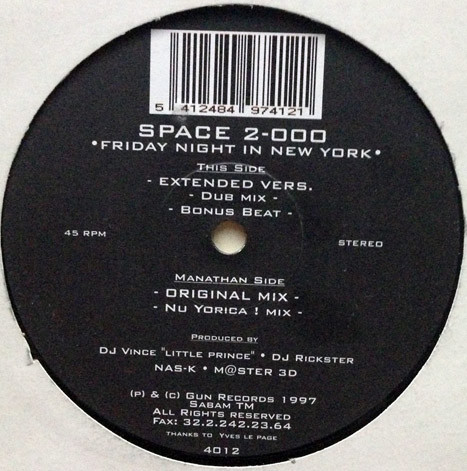 5 412484 974121
SPACE 2-000
•FRIDAY NIGHT IN NEW YORK•
THIS SIDE
- EXTENDED VERS. -
- DUB MIX -
- BONUS BEAT -
45 RPM
STEREO
MANATHAN SIDE
- ORIGINAL MIX -
- NU YORICA ! MIX -
PRODUCED BY
DJ VINCE "LITTLE PRINCE" • DJ RICKSTER
NAS-K • M@STER 3D
(P) & (C) GUN RECORDS 1997
SABAM TM
ALL RIGHTS RESERVED
FAX: 32.2.242.23.64
THANKS TO YVES LE PAGE
4012